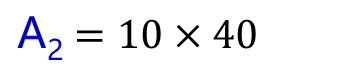 A₂ = 10 × 40